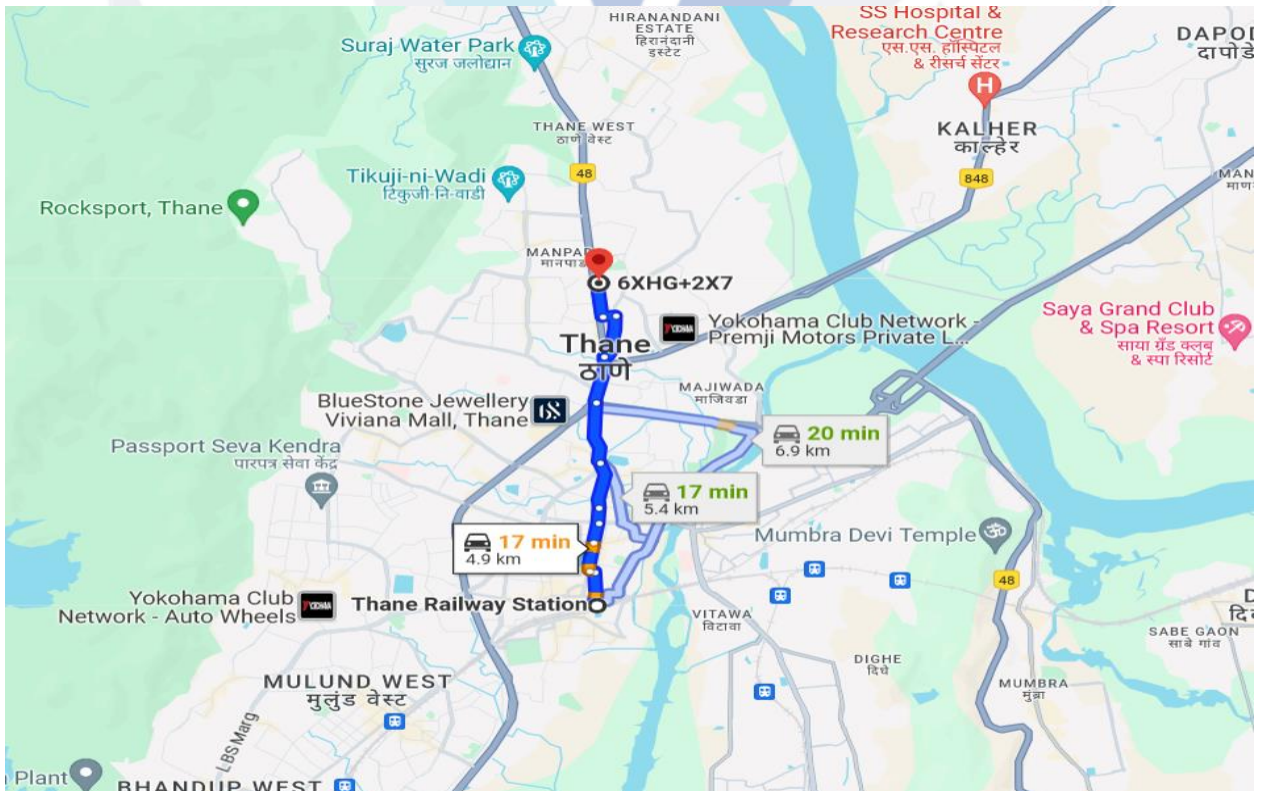 HIRANANDANI
ESTATE
हिरानंदानी
इस्टेट
SS Hospital &
Research Centre
एस.एस. हॉस्पिटल
& रीसर्च सेंटर
H
DAPOD
दापोडे
Suraj Water Park
सुरज जलोद्यान
THANE WEST
ठाणे वेस्ट
KALHER
काल्हेर
48
848
Tikuji-ni-Wadi
टिकुजी-नि-वाडी
MAN
Rocksport, Thane
MANPAD
मानपाडा
6XHG+2X7
Yokohama Club Network -
Premji Motors Private L...
Thane
ठाणे
Saya Grand Club
& Spa Resort
साया ग्रँड क्लब
& स्पा रिसोर्ट
MAJIWADA
माजिवडा
BlueStone Jewellery
Viviana Mall, Thane
20 min
6.9 km
Passport Seva Kendra
पारपत्र सेवा केंद्र
17 min
5.4 km
17 min
4.9 km
Mumbra Devi Temple
48
Yokohama Club
Network - Auto Wheels
Thane Railway Station
VITAWA
विटावा
SABE GAON
साबे गांव
DIGHE
दिघे
MULUND WEST
मुलुंड वेस्ट
MUMBRA
मुंब्रा
LBS Marg
Plant
BHANDUP WEST